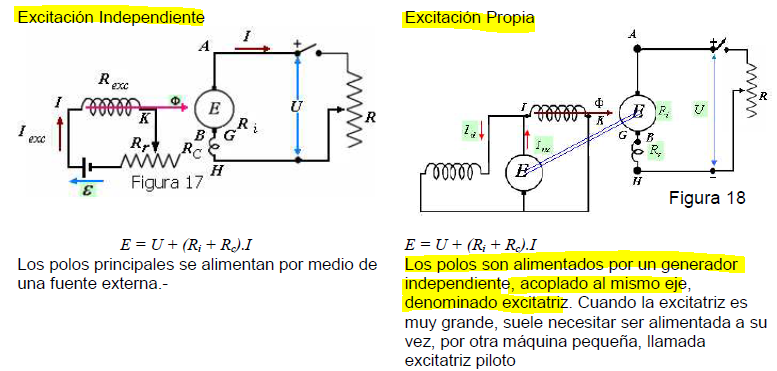 Excitación Independiente
A
I
+
R exc
I
Φ
K
E
U
R
I exc
R i
B
G
R r
R C
H
ε
Figura 17
E = U + (Ri + Rc).I
Los polos principales se alimentan por medio de
una fuente externa.-
Excitación Propia
A
+
I
Φ
K
E
R i
U
R
G
B
R c
H
-
E
Figura 18
E = U + (Ri + Rc).I
Los polos son alimentados por un generador
independiente, acoplado al mismo eje,
denominado excitatriz. Cuando la excitatriz es
muy grande, suele necesitar ser alimentada a su
vez, por otra máquina pequeña, llamada
excitatriz piloto